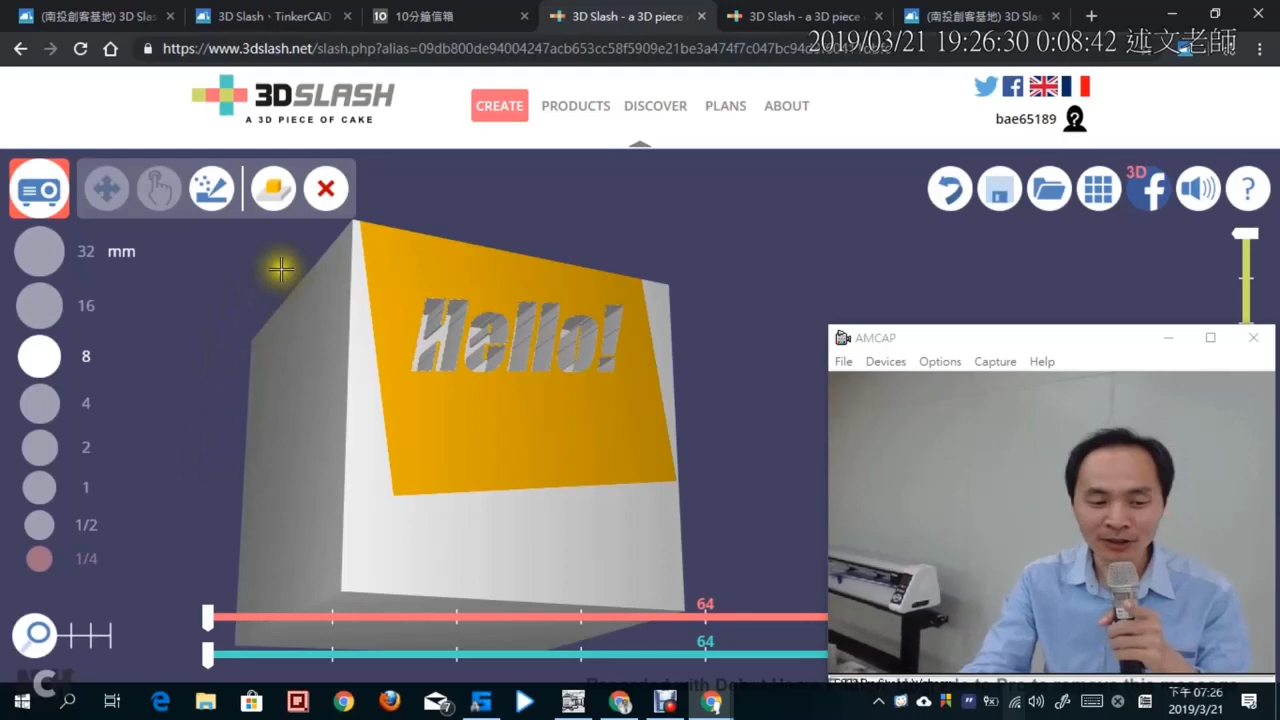 (南投創客基地) 3D Slas
3D Slash、TinkerCAD
10 10分鐘信箱
3D Slash - a 3D piece
3D Slash - a 3D piece
(南投創客基地) 3D Slas
https://www.3dslash.net/slash.php?alias=09db800de94004247acb653cc58f5909e21be3a474f7c047bc94d
2019/03/21 19:26:30 0:08:42 述文老師
3DSLASH
A 3D PIECE OF CAKE
CREATE PRODUCTS DISCOVER PLANS ABOUT
bae65189
3D
32 mm
16
8
4
2
1
1/2
1/4
Hello!
64
64
AMCAP
File Devices Options Capture Help
下午 07:26
2019/3/21